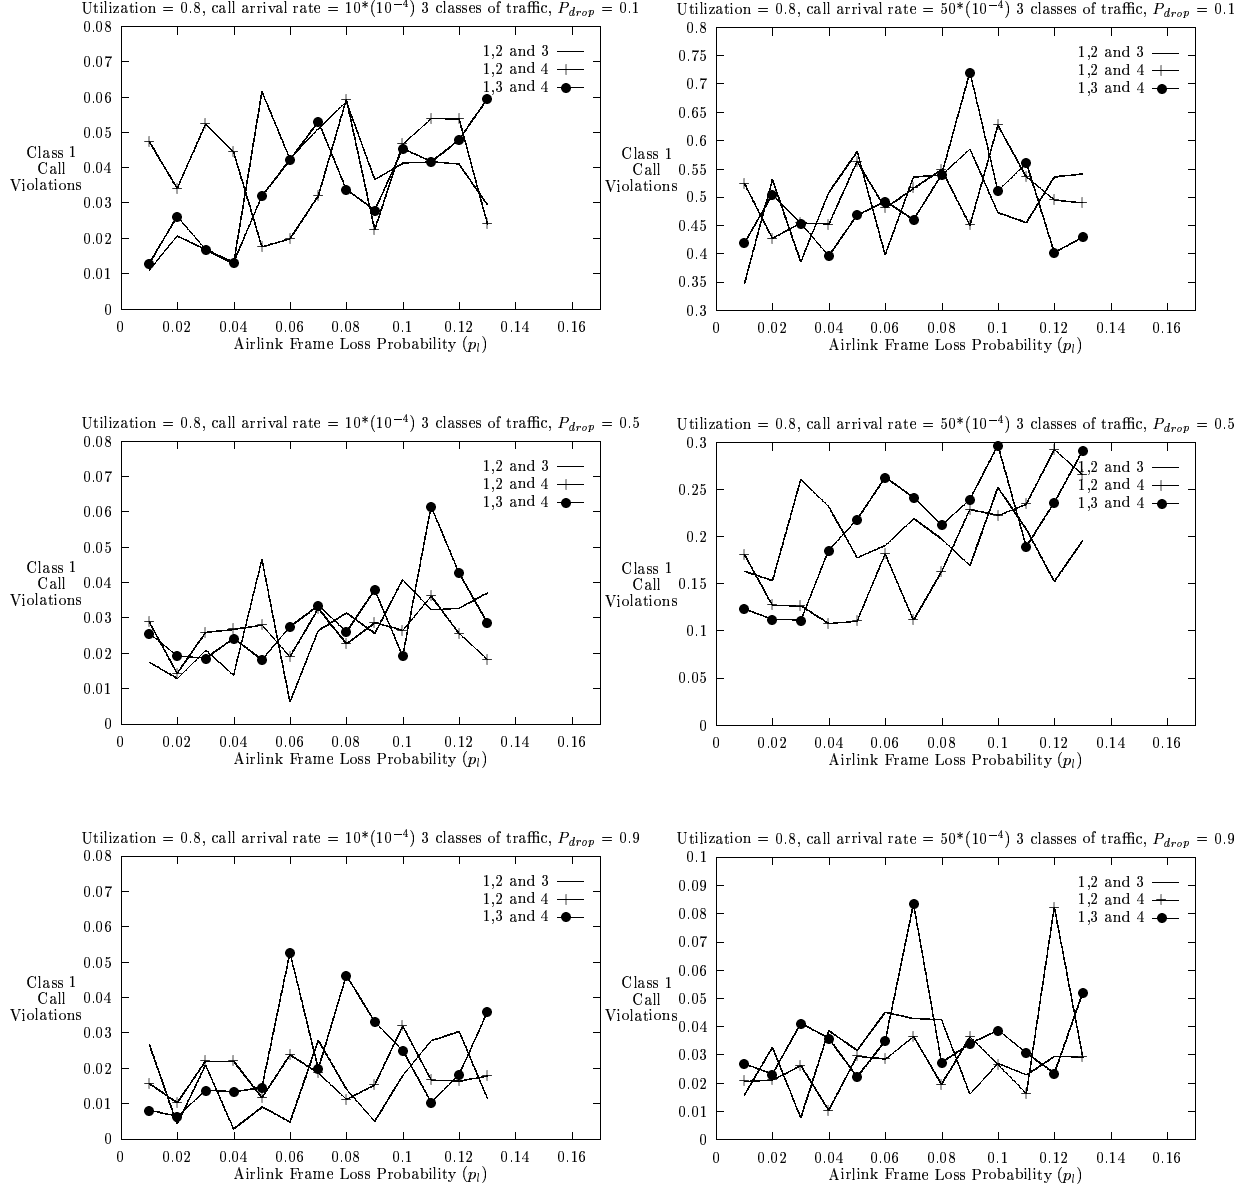 Utilization = 0.8, call arrival rate = 10*(10⁻⁴) 3 classes of traffic, P_drop = 0.1
0.08
0.07
0.06
0.05
0.04
0.03
0.02
0.01
0
Class 1
Call
Violations
1,2 and 3
1,2 and 4
1,3 and 4
0 0.02 0.04 0.06 0.08 0.1 0.12 0.14 0.16
Airlink Frame Loss Probability (p_l)
Utilization = 0.8, call arrival rate = 50*(10⁻⁴) 3 classes of traffic, P_drop = 0.1
0.8
0.75
0.7
0.65
0.6
0.55
0.5
0.45
0.4
0.35
0.3
Class 1
Call
Violations
1,2 and 3
1,2 and 4
1,3 and 4
0 0.02 0.04 0.06 0.08 0.1 0.12 0.14 0.16
Airlink Frame Loss Probability (p_l)
Utilization = 0.8, call arrival rate = 10*(10⁻⁴) 3 classes of traffic, P_drop = 0.5
0.08
0.07
0.06
0.05
0.04
0.03
0.02
0.01
0
Class 1
Call
Violations
1,2 and 3
1,2 and 4
1,3 and 4
0 0.02 0.04 0.06 0.08 0.1 0.12 0.14 0.16
Airlink Frame Loss Probability (p_l)
Utilization = 0.8, call arrival rate = 50*(10⁻⁴) 3 classes of traffic, P_drop = 0.5
0.3
0.25
0.2
0.15
0.1
0.05
0
Class 1
Call
Violations
1,2 and 3
1,2 and 4
1,3 and 4
0 0.02 0.04 0.06 0.08 0.1 0.12 0.14 0.16
Airlink Frame Loss Probability (p_l)
Utilization = 0.8, call arrival rate = 10*(10⁻⁴) 3 classes of traffic, P_drop = 0.9
0.08
0.07
0.06
0.05
0.04
0.03
0.02
0.01
0
Class 1
Call
Violations
1,2 and 3
1,2 and 4
1,3 and 4
0 0.02 0.04 0.06 0.08 0.1 0.12 0.14 0.16
Airlink Frame Loss Probability (p_l)
Utilization = 0.8, call arrival rate = 50*(10⁻⁴) 3 classes of traffic, P_drop = 0.9
0.1
0.09
0.08
0.07
0.06
0.05
0.04
0.03
0.02
0.01
0
Class 1
Call
Violations
1,2 and 3
1,2 and 4
1,3 and 4
0 0.02 0.04 0.06 0.08 0.1 0.12 0.14 0.16
Airlink Frame Loss Probability (p_l)